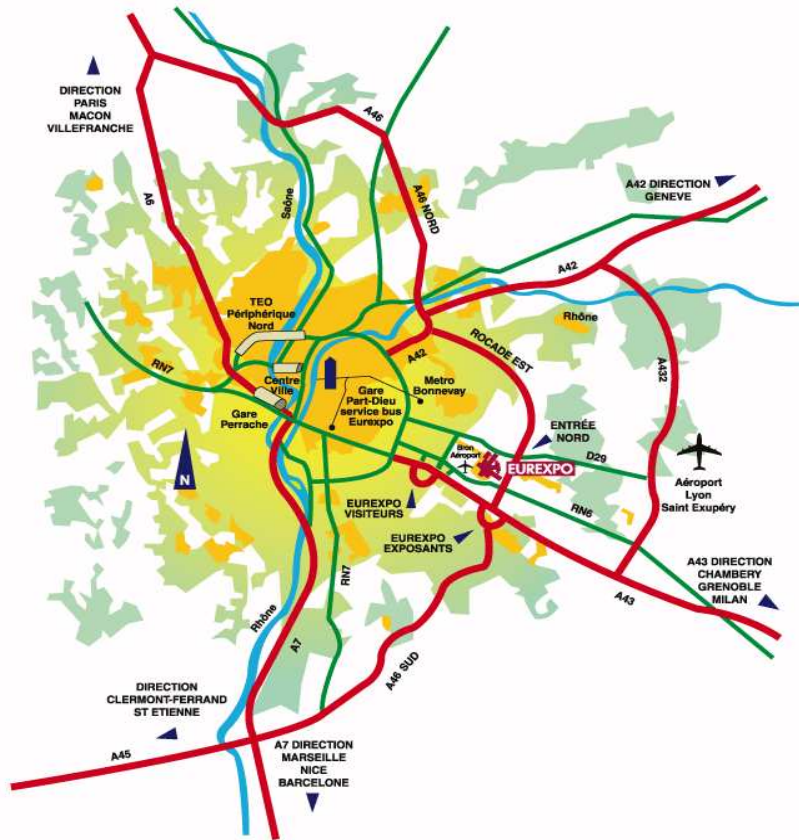 DIRECTION
PARIS
MACON
VILLEFRANCHE
A46
A6
Saône
A46 NORD
A42 DIRECTION
GENEVE
A42
TEO
Périphérique
Nord
Rhône
ROCADE EST
A432
RN7
A42
Centre
Ville
Gare
Part-Dieu
service bus
Eurexpo
Metro
Bonnevay
Gare
Perrache
ENTRÉE
NORD
Bron
Aéroport
EUREXPO
D29
N
Aéroport
Lyon
Saint Exupéry
EUREXPO
VISITEURS
RN6
EUREXPO
EXPOSANTS
A43 DIRECTION
CHAMBERY
GRENOBLE
MILAN
RN7
A43
Rhône
A7
A46 SUD
DIRECTION
CLERMONT-FERRAND
ST ETIENNE
A45
A7 DIRECTION
MARSEILLE
NICE
BARCELONE